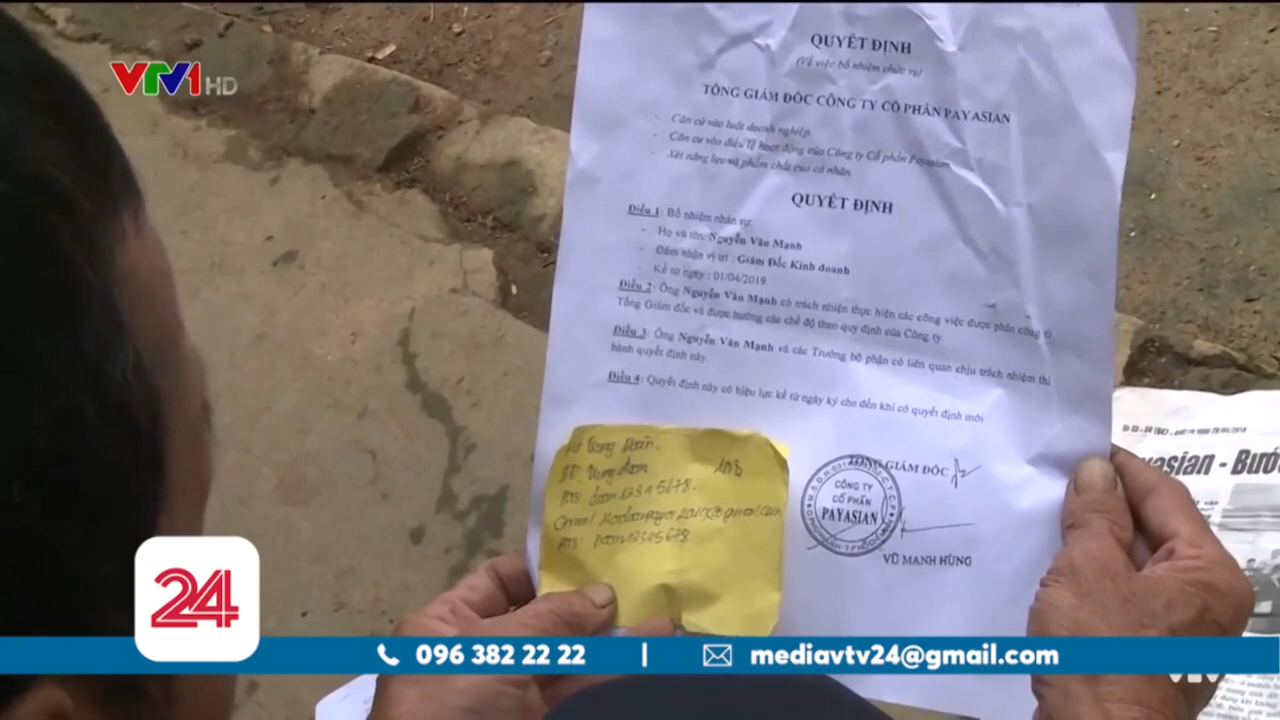 VTV1 HD
QUYẾT ĐỊNH
(Về việc bổ nhiệm chức vụ)
TỔNG GIÁM ĐỐC CÔNG TY CỔ PHẦN PAYASIAN
- Căn cứ vào luật doanh nghiệp.
- Căn cứ vào điều lệ hoạt động của Công ty Cổ phần Payasian.
- Xét năng lực và phẩm chất của cá nhân.
QUYẾT ĐỊNH
Điều 1: Bổ nhiệm nhân sự:
- Họ và tên: Nguyễn Văn Mạnh
- Đảm nhận vị trí : Giám Đốc Kinh doanh
- Kể từ ngày : 01/04/2019
Điều 2: Ông Nguyễn Văn Mạnh có trách nhiệm thực hiện các công việc được phân công từ
Tổng Giám đốc và được hưởng các chế độ theo quy định của Công ty.
Điều 3: Ông Nguyễn Văn Mạnh và các Trưởng bộ phận có liên quan chịu trách nhiệm thi
hành quyết định này.
Điều 4: Quyết định này có hiệu lực kể từ ngày ký cho đến khi có quyết định mới
TỔNG GIÁM ĐỐC
CÔNG TY
CỔ PHẦN
PAYASIAN
VŨ MẠNH HÙNG
108
12345678
yasian - Bướ
24
096 382 22 22 | mediavtv24@gmail.com